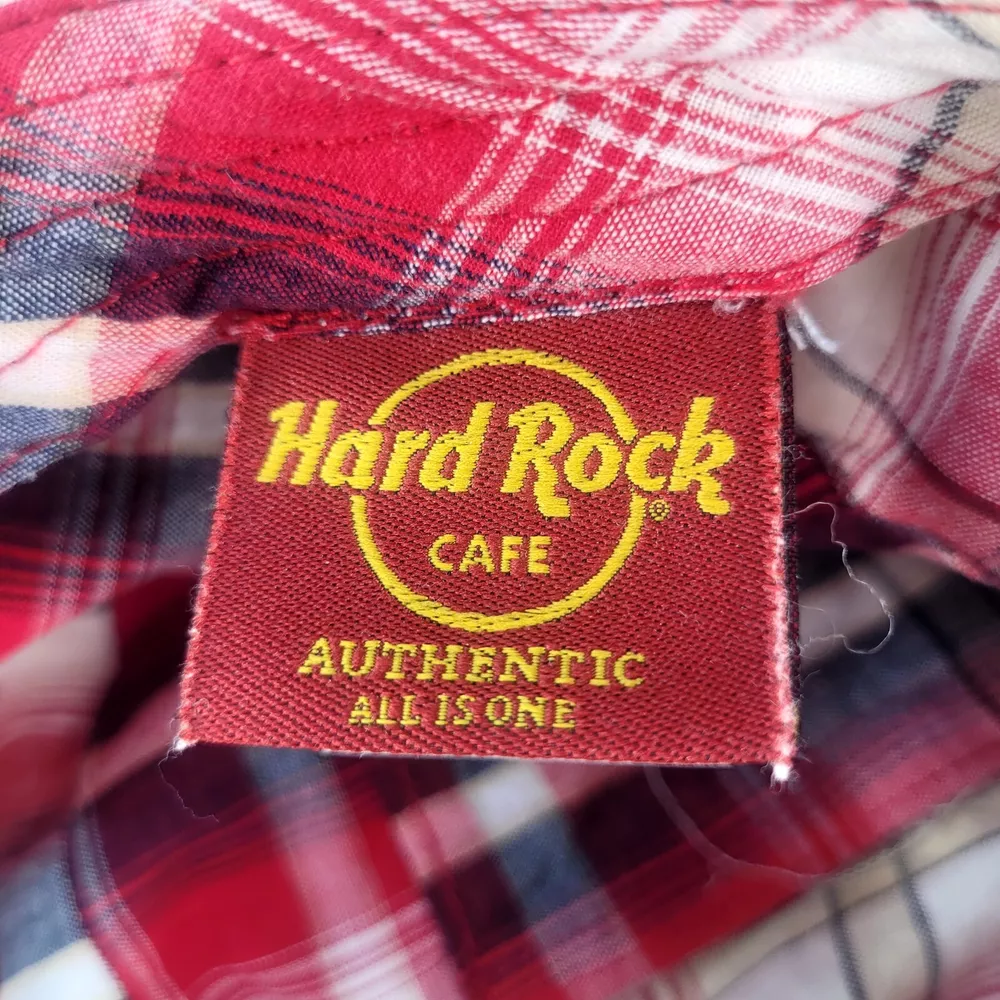 Hard Rock
®
CAFE
AUTHENTIC
ALL IS ONE